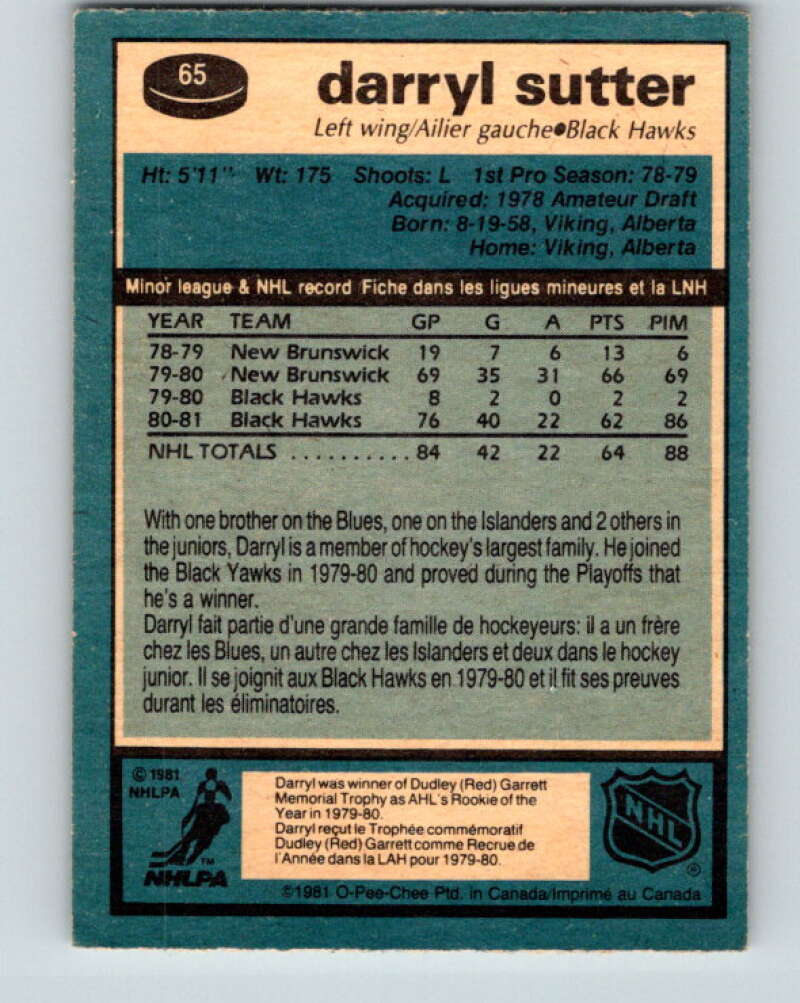 65
darryl sutter
Left wing/Ailier gauche●Black Hawks
Ht: 5'11" Wt: 175 Shoots: L 1st Pro Season: 78-79
Acquired: 1978 Amateur Draft
Born: 8-19-58, Viking, Alberta
Home: Viking, Alberta
Minor league & NHL record Fiche dans les ligues mineures et la LNH
YEAR TEAM GP G A PTS PIM
78-79 New Brunswick 19 7 6 13 6
79-80 New Brunswick 69 35 31 66 69
79-80 Black Hawks 8 2 0 2 2
80-81 Black Hawks 76 40 22 62 86
NHL TOTALS .......... 84 42 22 64 88
With one brother on the Blues, one on the Islanders and 2 others in
the juniors, Darryl is a member of hockey's largest family. He joined
the Black Yawks in 1979-80 and proved during the Playoffs that
he's a winner.
Darryl fait partie d'une grande famille de hockeyeurs: il a un frère
chez les Blues, un autre chez les Islanders et deux dans le hockey
junior. Il se joignit aux Black Hawks en 1979-80 et il fit ses preuves
durant les éliminatoires.
© 1981
NHLPA
TM
NHLPA
Darryl was winner of Dudley (Red) Garrett
Memorial Trophy as AHL's Rookie of the
Year in 1979-80.
Darryl reçut le Trophée commémoratif
Dudley (Red) Garrett comme Recrue de
l'Année dans la LAH pour 1979-80.
NHL
®
©1981 O-Pee-Chee Ptd. in Canada/Imprimé au Canada